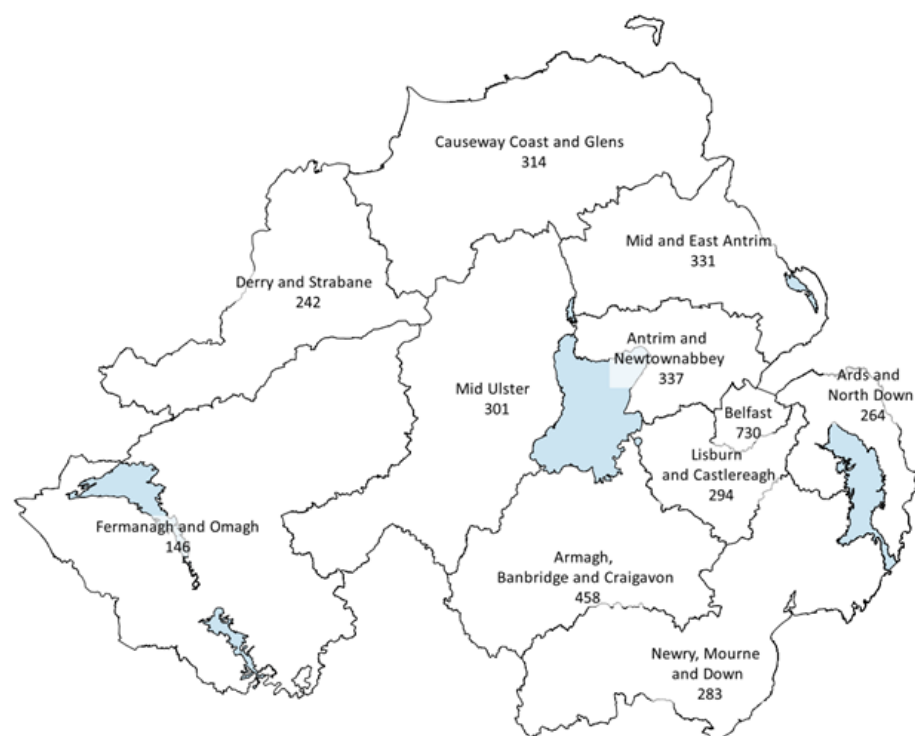 Causeway Coast and Glens
314
Mid and East Antrim
331
Derry and Strabane
242
Antrim and
Newtownabbey
337
Mid Ulster
301
Ards and
North Down
264
Belfast
730
Lisburn
and Castlereagh
294
Fermanagh and Omagh
146
Armagh,
Banbridge and Craigavon
458
Newry, Mourne
and Down
283